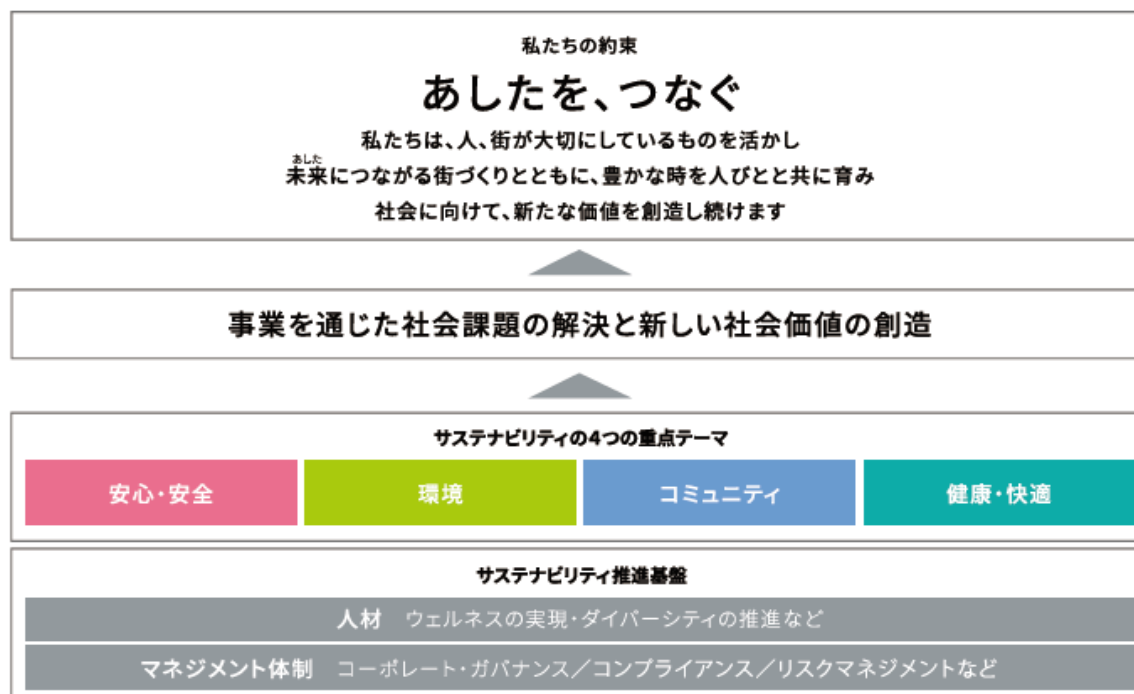 私たちの約束
あしたを、つなぐ
私たちは、人、街が大切にしているものを活かし
あした
未来につながる街づくりとともに、豊かな時を人びとと共に育み
社会に向けて、新たな価値を創造し続けます
事業を通じた社会課題の解決と新しい社会価値の創造
サステナビリティの4つの重点テーマ
安心・安全 環境 コミュニティ 健康・快適
サステナビリティ推進基盤
人材 ウェルネスの実現・ダイバーシティの推進など
マネジメント体制 コーポレート・ガバナンス／コンプライアンス／リスクマネジメントなど